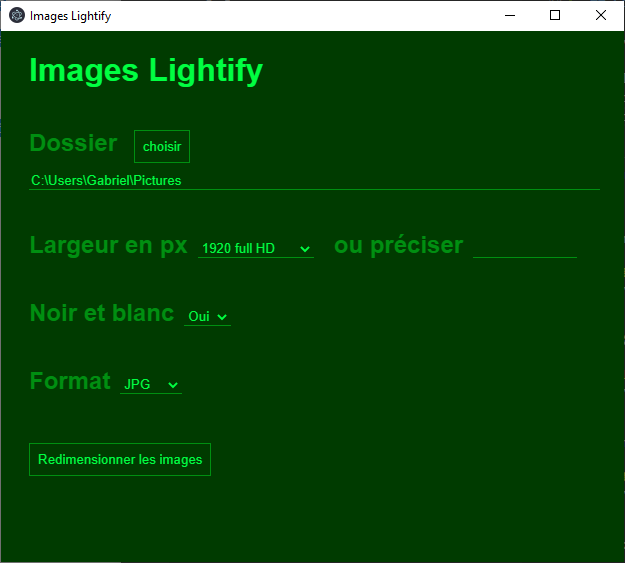 Images Lightify
Images Lightify
Dossier choisir
C:\Users\Gabriel\Pictures
Largeur en px 1920 full HD ou préciser
Noir et blanc Oui
Format JPG
Redimensionner les images